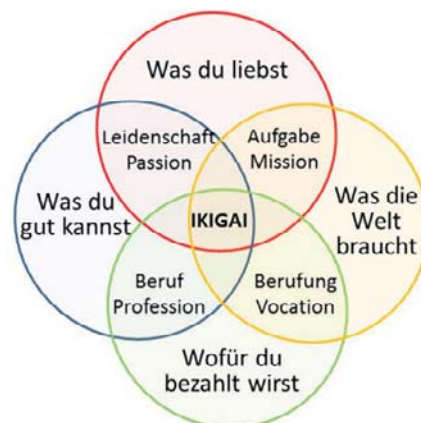 Was du liebst
Leidenschaft
Passion
Aufgabe
Mission
Was du
gut kannst
IKIGAI
Was die
Welt
braucht
Beruf
Profession
Berufung
Vocation
Wofür du
bezahlt wirst